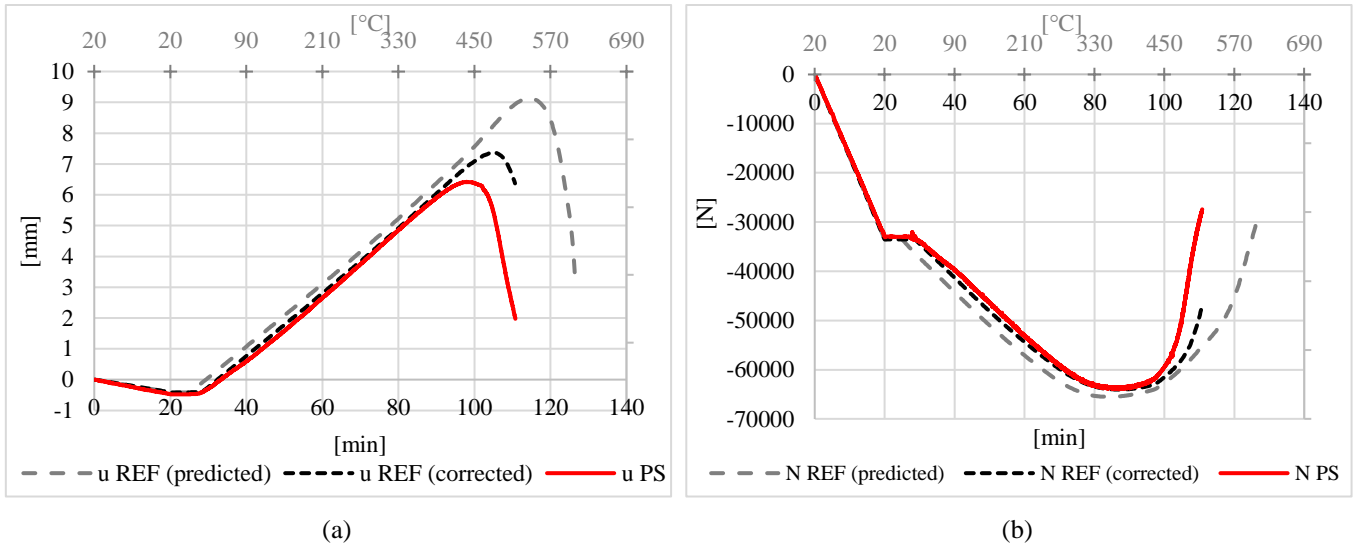 [°C]
20 20 90 210 330 450 570 690
10
9
8
7
6
5
4
3
2
1
0
-1
[mm]
0 20 40 60 80 100 120 140
[min]
u REF (predicted) u REF (corrected) u PS
(a)
[°C]
20 20 90 210 330 450 570 690
0
0 20 40 60 80 100 120 140
-10000
-20000
-30000
-40000
-50000
-60000
-70000
[N]
[min]
N REF (predicted) N REF (corrected) N PS
(b)